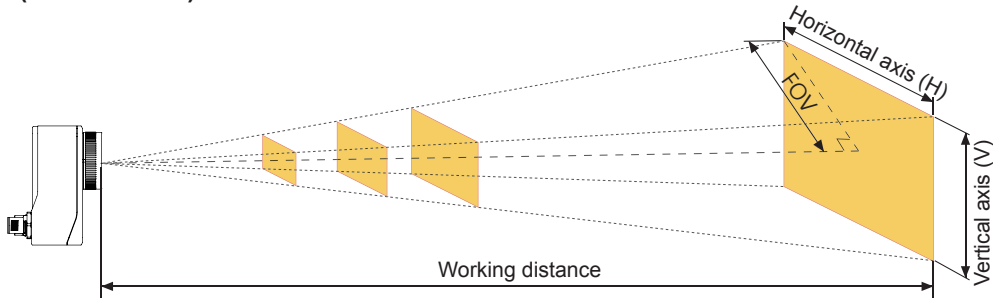 Horizontal axis (H)
FOV
Vertical axis (V)
Working distance